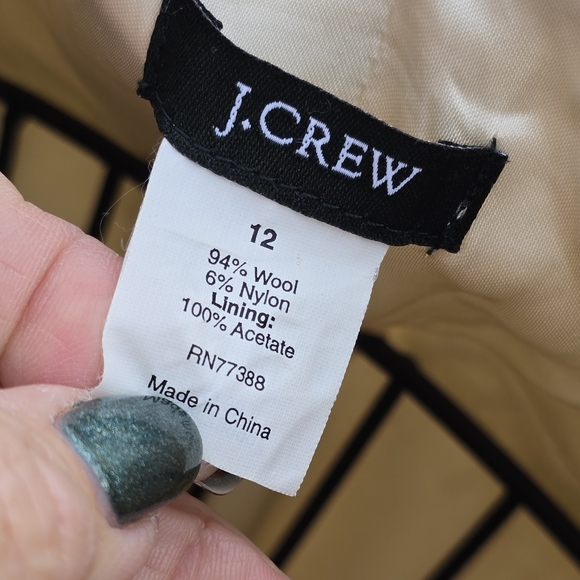 J.CREW
12
94% Wool
6% Nylon
Lining:
100% Acetate
RN77388
Made in China